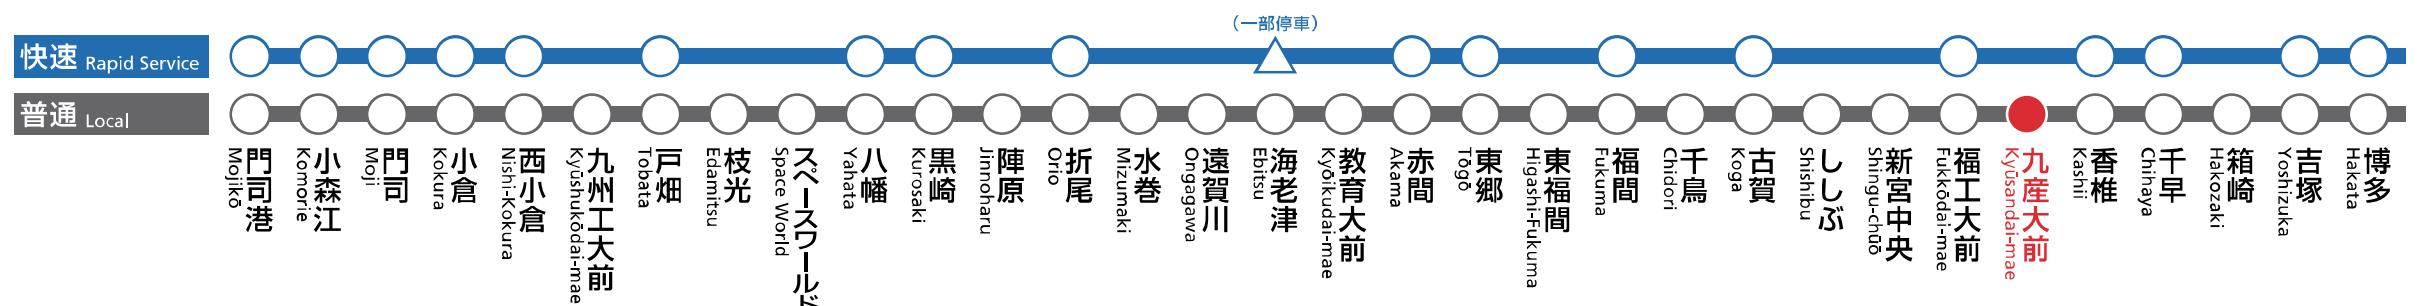 （一部停車）
快速 Rapid Service
普通 Local
門司港 Mojikō
小森江 Komorie
門司 Moji
小倉 Kokura
西小倉 Nishi-Kokura
九州工大前 Kyūshukōdai-mae
戸畑 Tobata
枝光 Edamitsu
スペースワールド Space World
八幡 Yahata
黒崎 Kurosaki
陣原 Jinnoharu
折尾 Orio
水巻 Mizumaki
遠賀川 Ongagawa
海老津 Ebitsu
教育大前 Kyōikudai-mae
赤間 Akama
東郷 Tōgō
東福間 Higashi-Fukuma
福間 Fukuma
千鳥 Chidori
古賀 Koga
ししぶ Shishibu
新宮中央 Shingu-chūō
福工大前 Fukkōdai-mae
九産大前 Kyūsandai-mae
香椎 Kashii
千早 Chihaya
箱崎 Hakozaki
吉塚 Yoshizuka
博多 Hakata